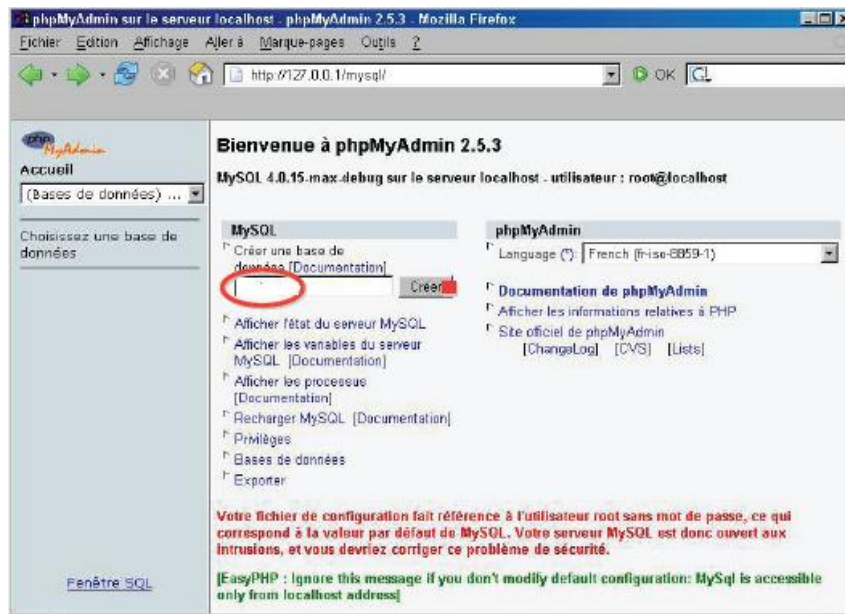 phpMyAdmin sur le serveur localhost - phpMyAdmin 2.5.3 - Mozilla Firefox
Fichier Edition Affichage Aller à Marque-pages Outils ?
http://127.0.0.1/mysql/ OK
php
MyAdmin
Accueil
(Bases de données) ...
Choisissez une base de
données
Fenêtre SQL
Bienvenue à phpMyAdmin 2.5.3
MySQL 4.0.15-max-debug sur le serveur localhost - utilisateur : root@localhost
MySQL
Créer une base de
données [Documentation]
Créer
Afficher l'état du serveur MySQL
Afficher les variables du serveur
MySQL [Documentation]
Afficher les processus
[Documentation]
Recharger MySQL [Documentation]
Privilèges
Bases de données
Exporter
phpMyAdmin
Language (*): French (fr-iso-8859-1)
Documentation de phpMyAdmin
Afficher les informations relatives à PHP
Site officiel de phpMyAdmin
[ChangeLog] [CVS] [Lists]
Votre fichier de configuration fait référence à l'utilisateur root sans mot de passe, ce qui
correspond à la valeur par défaut de MySQL. Votre serveur MySQL est donc ouvert aux
intrusions, et vous devriez corriger ce problème de sécurité.
[EasyPHP : Ignore this message if you don't modify default configuration: MySql is accessible
only from localhost address]